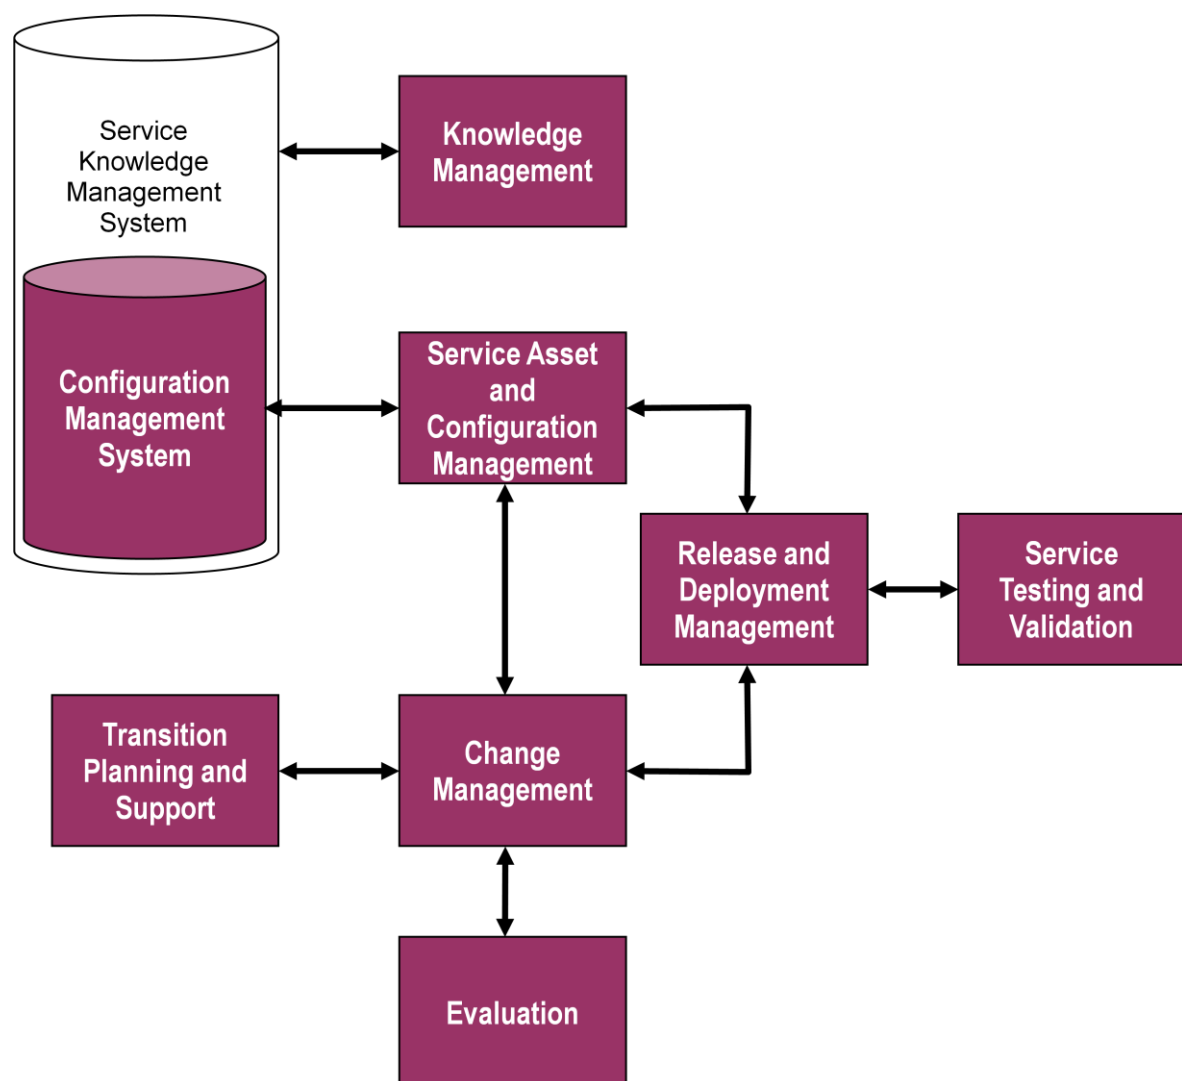 Service
Knowledge
Management
System
Knowledge
Management
Configuration
Management
System
Service Asset
and
Configuration
Management
Release and
Deployment
Management
Service
Testing and
Validation
Transition
Planning and
Support
Change
Management
Evaluation